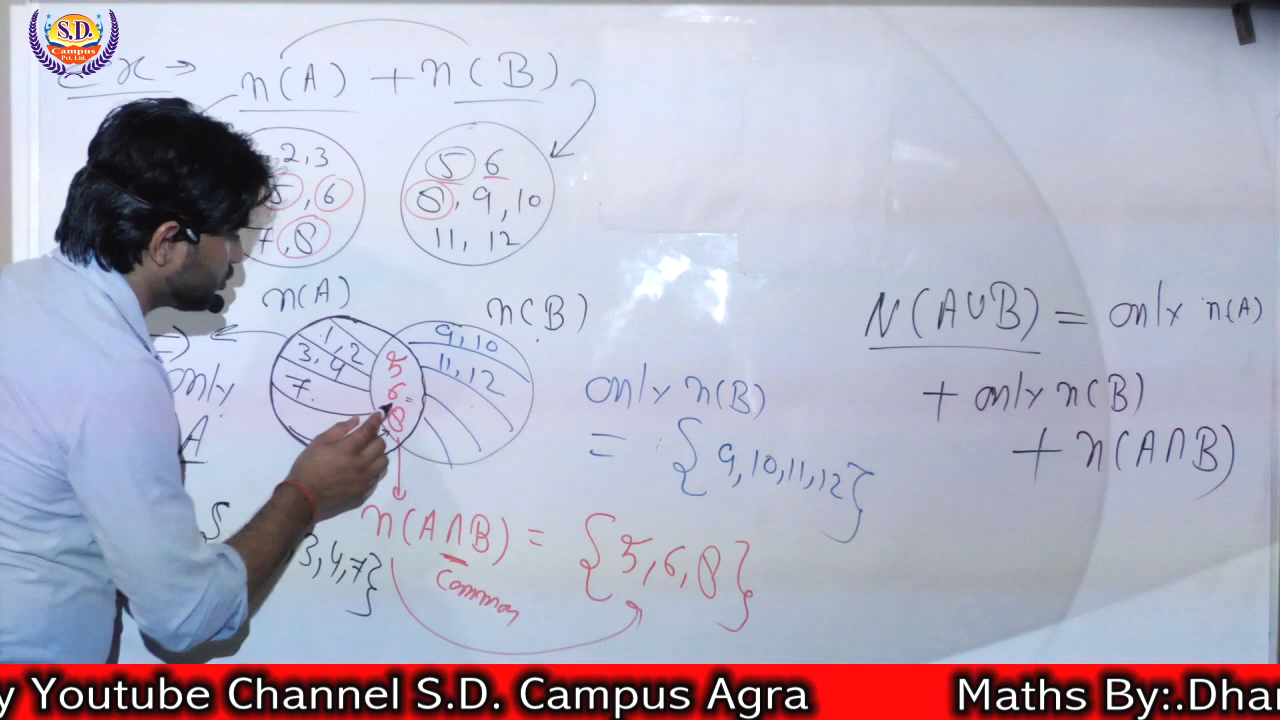 S.D.
Campus
Pvt. Ltd.
Ex →
n(A) + n(B)
2,3
5, 6
7, 8
5 6
8, 9, 10
11, 12
n(A)
n(B)
1, 2
3, 4
7.
5
6
8
9, 10
11, 12
only
A
3, 4, 7}
only n(B)
= {9, 10, 11, 12}
n(A∩B) = {5, 6, 8}
Common
N(A∪B) = only n(A)
+ only n(B)
+ n(A∩B)
y Youtube Channel S.D. Campus Agra Maths By:.Dha